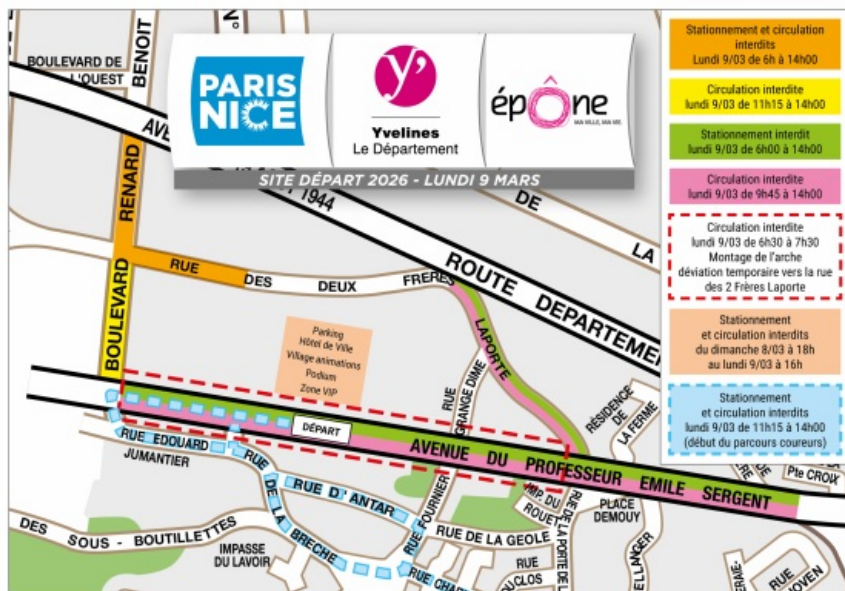 BOULEVARD DE
L'OUEST
BENOIT
PARIS
NICE
y'
Yvelines
Le Département
épône
MA VILLE, MA VIE.
SITE DÉPART 2026 - LUNDI 9 MARS
Stationnement et circulation
interdits
Lundi 9/03 de 6h à 14h00
Circulation interdite
lundi 9/03 de 11h15 à 14h00
Stationnement interdit
lundi 9/03 de 6h00 à 14h00
Circulation interdite
lundi 9/03 de 9h45 à 14h00
Circulation interdite
lundi 9/03 de 6h30 à 7h30
Montage de l'arche
déviation temporaire vers la rue
des 2 Frères Laporte
Stationnement
et circulation interdits
du dimanche 8/03 à 18h
au lundi 9/03 à 16h
Stationnement
et circulation interdits
lundi 9/03 de 11h15 à 14h00
(début du parcours coureurs)
AVE
1944
DE
LA
ROUTE DEPARTEME
RENARD
BOULEVARD
RUE DES DEUX FRERES
LAPORTE
Parking
Hôtel de Ville
Village animations
Podium
Zone VIP
RUE
GRANGE DIME
RÉSIDENCE
DE
LA FERME
DÉPART
AVENUE DU PROFESSEUR EMILE SERGENT
RUE EDOUARD
JUMANTIER
RUE DE LA BRECHE
RUE D'ANTAR
RUE FOURNIER
IMP. DU
ROUET
RUE DE LA PORTE DE
PLACE
DEMOUY
Pte CROIX
DES SOUS - BOUTILLETTES
IMPASSE
DU LAVOIR
RUE DE LA GEOLE
RUE
DU CLOS
RUE CHA
ELLANGER
ERAIE
RUE
HOVEN